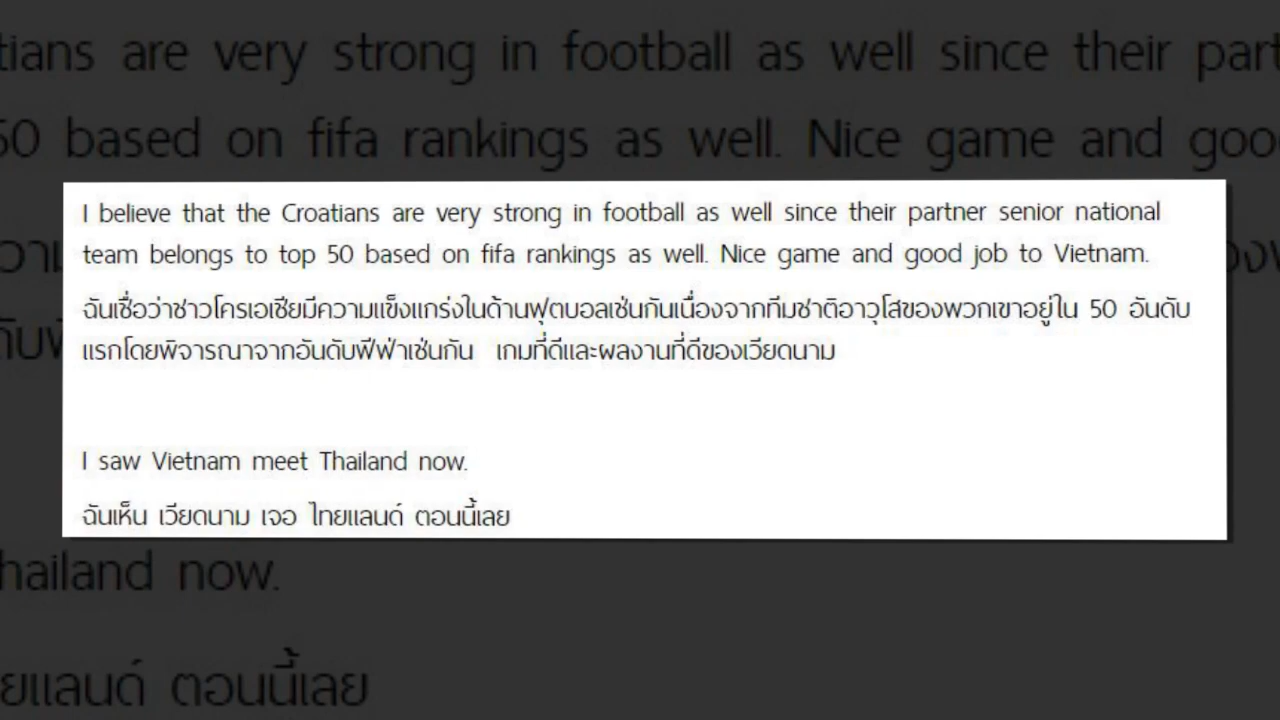 tians are very strong in football as well since their part
50 based on fifa rankings as well. Nice game and goo
I believe that the Croatians are very strong in football as well since their partner senior national
team belongs to top 50 based on fifa rankings as well. Nice game and good job to Vietnam.
ฉันเชื่อว่าชาวโครเอเชียมีความแข็งแกร่งในด้านฟุตบอลเช่นกันเนื่องจากทีมชาติอาวุโสของพวกเขาอยู่ใน 50 อันดับ
แรกโดยพิจารณาจากอันดับฟีฟ่าเช่นกัน เกมที่ดีและผลงานที่ดีของเวียดนาม
I saw Vietnam meet Thailand now.
ฉันเห็น เวียดนาม เจอ ไทยแลนด์ ตอนนี้เลย
hailand now.
ยแลนด์ ตอนนี้เลย